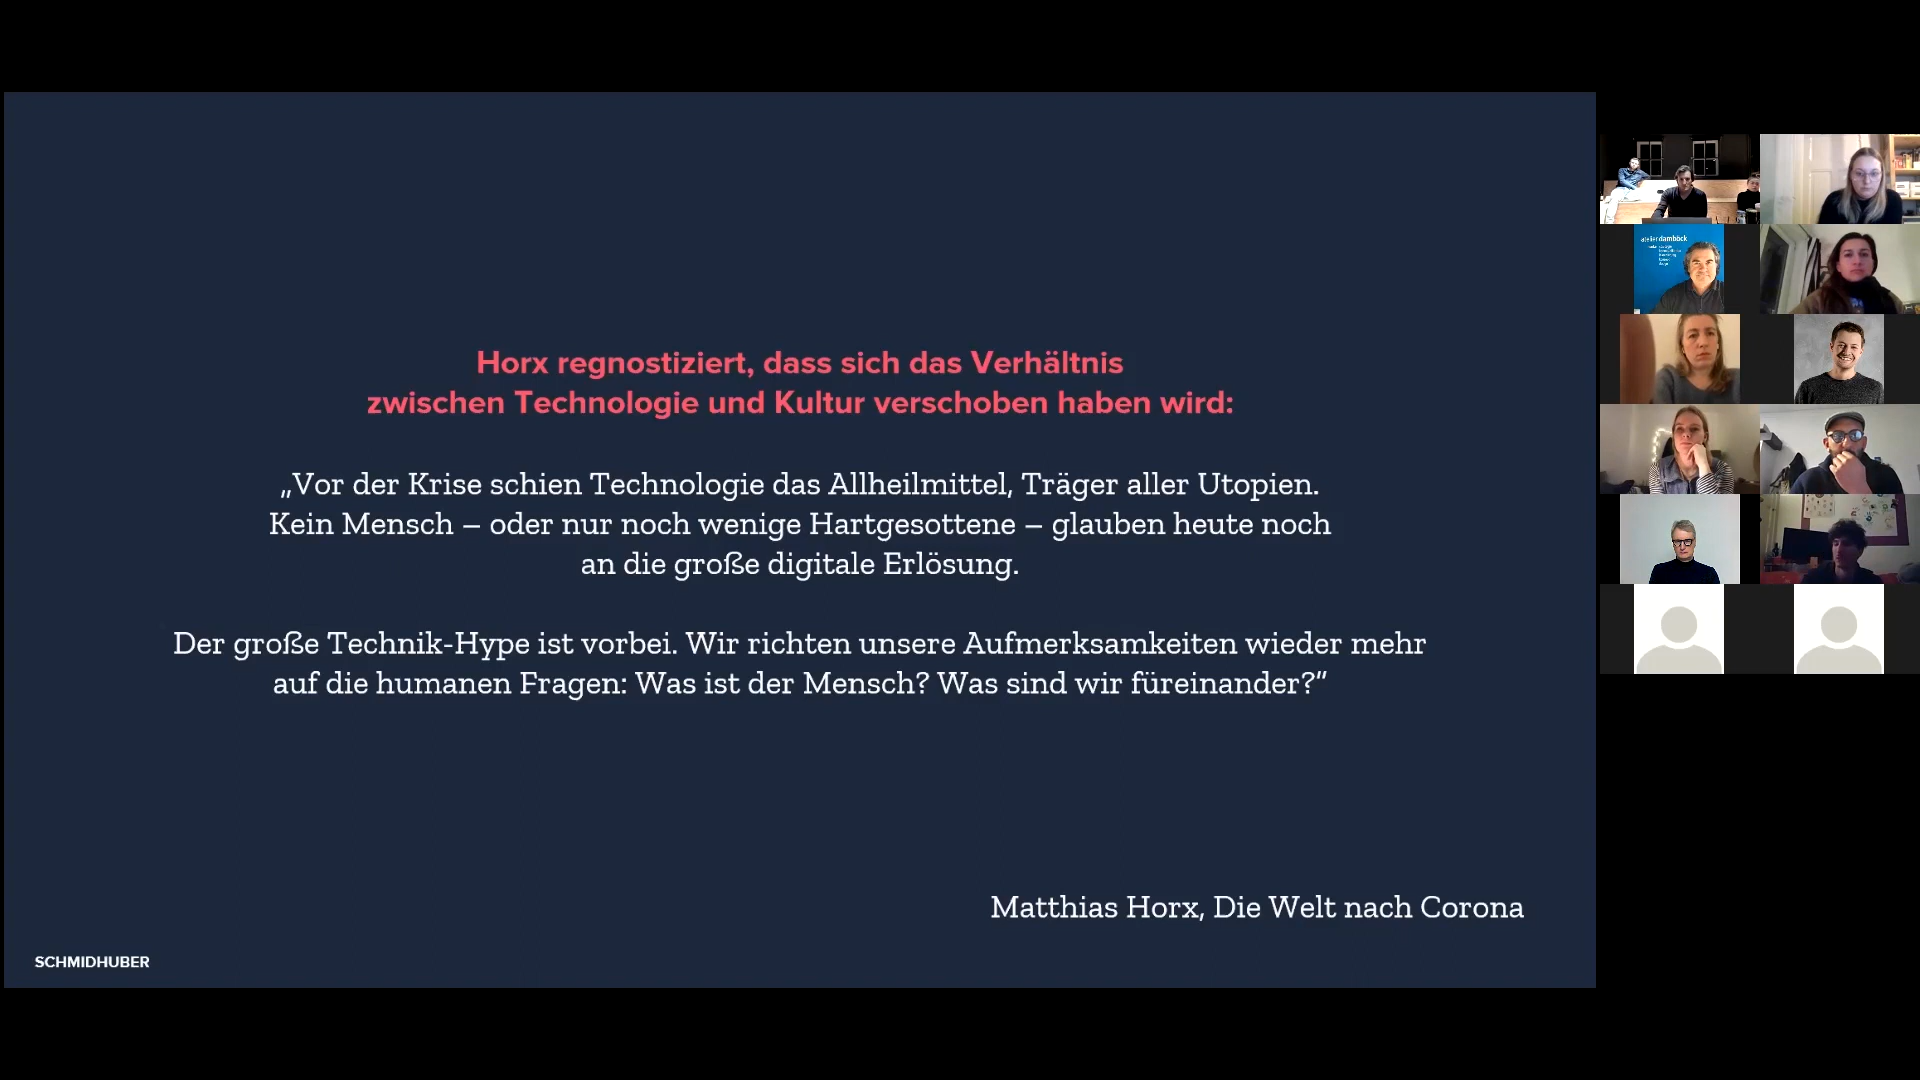 Horx regnostiziert, dass sich das Verhältnis
zwischen Technologie und Kultur verschoben haben wird:
„Vor der Krise schien Technologie das Allheilmittel, Träger aller Utopien.
Kein Mensch – oder nur noch wenige Hartgesottene – glauben heute noch
an die große digitale Erlösung.
Der große Technik-Hype ist vorbei. Wir richten unsere Aufmerksamkeiten wieder mehr
auf die humanen Fragen: Was ist der Mensch? Was sind wir füreinander?“
Matthias Horx, Die Welt nach Corona
SCHMIDHUBER
atelier damböck